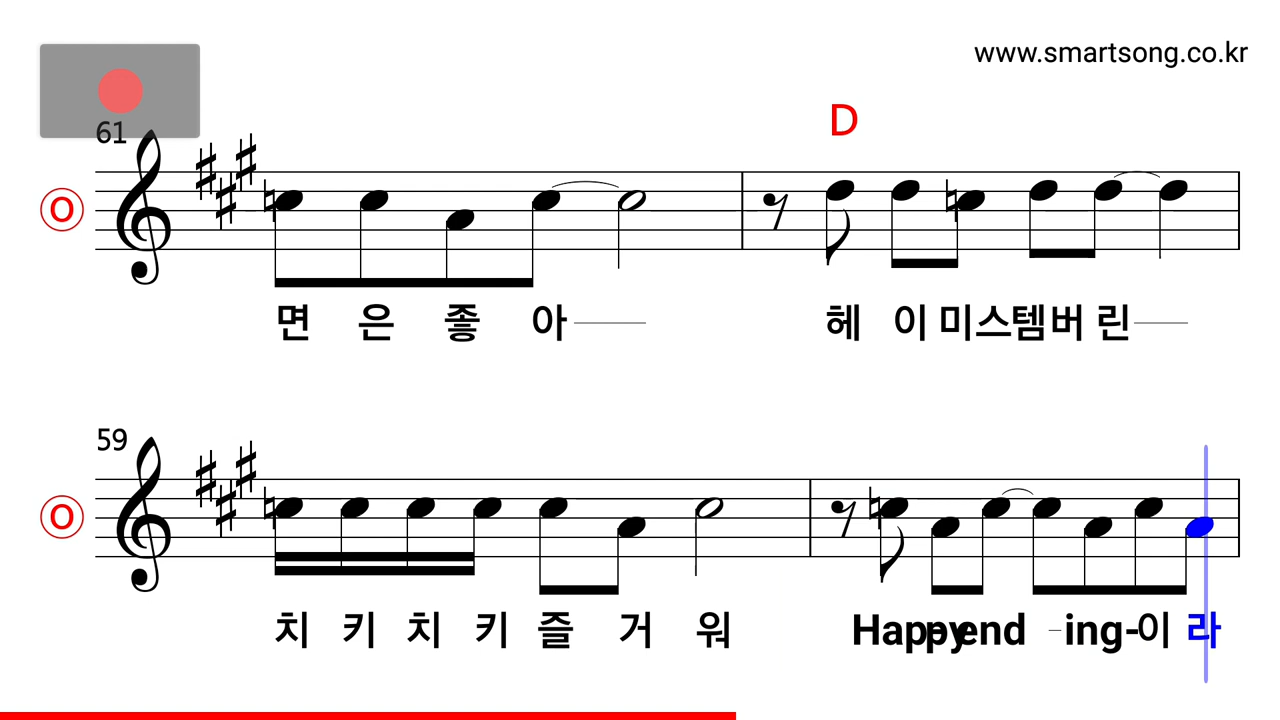 www.smartsong.co.kr
61
D
O
면 은 좋 아
헤 이 미스템버 린
59
O
치 키 치 키 즐 거 워
Happy-end -ing-이 라